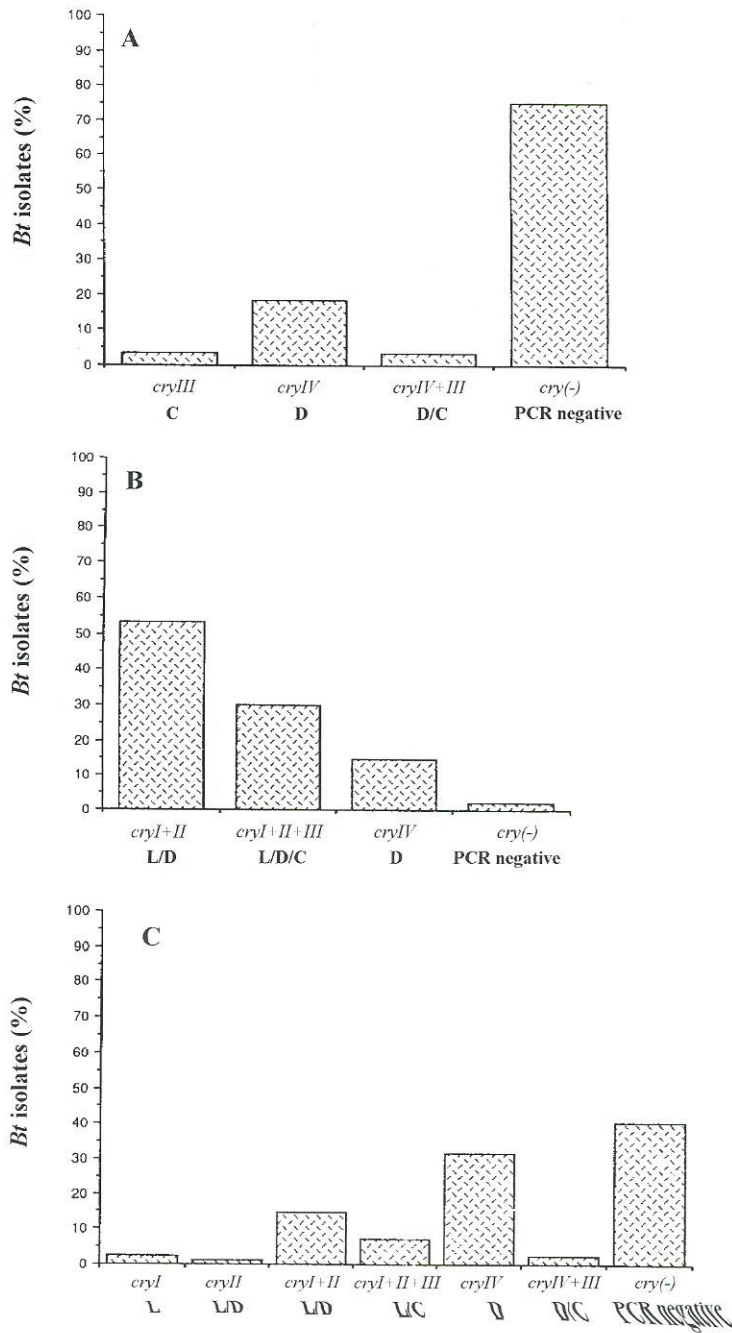 A
Bt isolates (%)
100
90
80
70
60
50
40
30
20
10
0
cryIII cryIV cryIV+III cry(-)
C D D/C PCR negative
B
Bt isolates (%)
100
90
80
70
60
50
40
30
20
10
0
cryI+II cryI+II+III cryIV cry(-)
L/D L/D/C D PCR negative
C
Bt isolates (%)
100
90
80
70
60
50
40
30
20
10
0
cryI cryII cryI+II cryI+II+III cryIV cryIV+III cry(-)
L L/D L/D L/C D D/C PCR negative